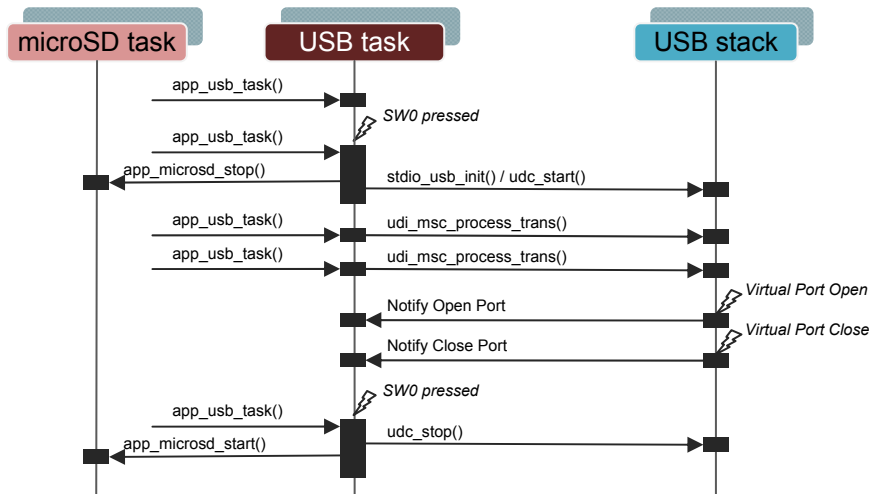 microSD task
USB task
USB stack
app_usb_task()
SW0 pressed
app_usb_task()
app_microsd_stop()
stdio_usb_init() / udc_start()
app_usb_task()
udi_msc_process_trans()
app_usb_task()
udi_msc_process_trans()
Virtual Port Open
Notify Open Port
Virtual Port Close
Notify Close Port
SW0 pressed
app_usb_task()
udc_stop()
app_microsd_start()